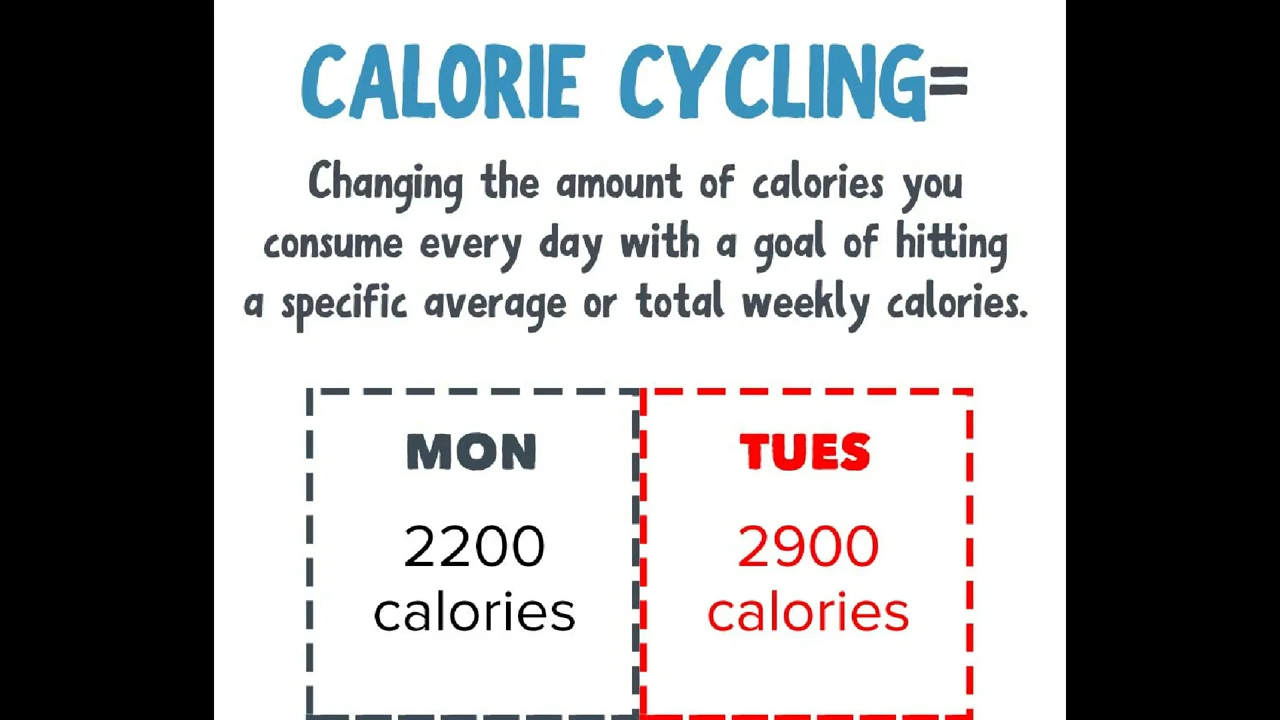 CALORIE CYCLING=
Changing the amount of calories you
consume every day with a goal of hitting
a specific average or total weekly calories.
MON
2200
calories
TUES
2900
calories